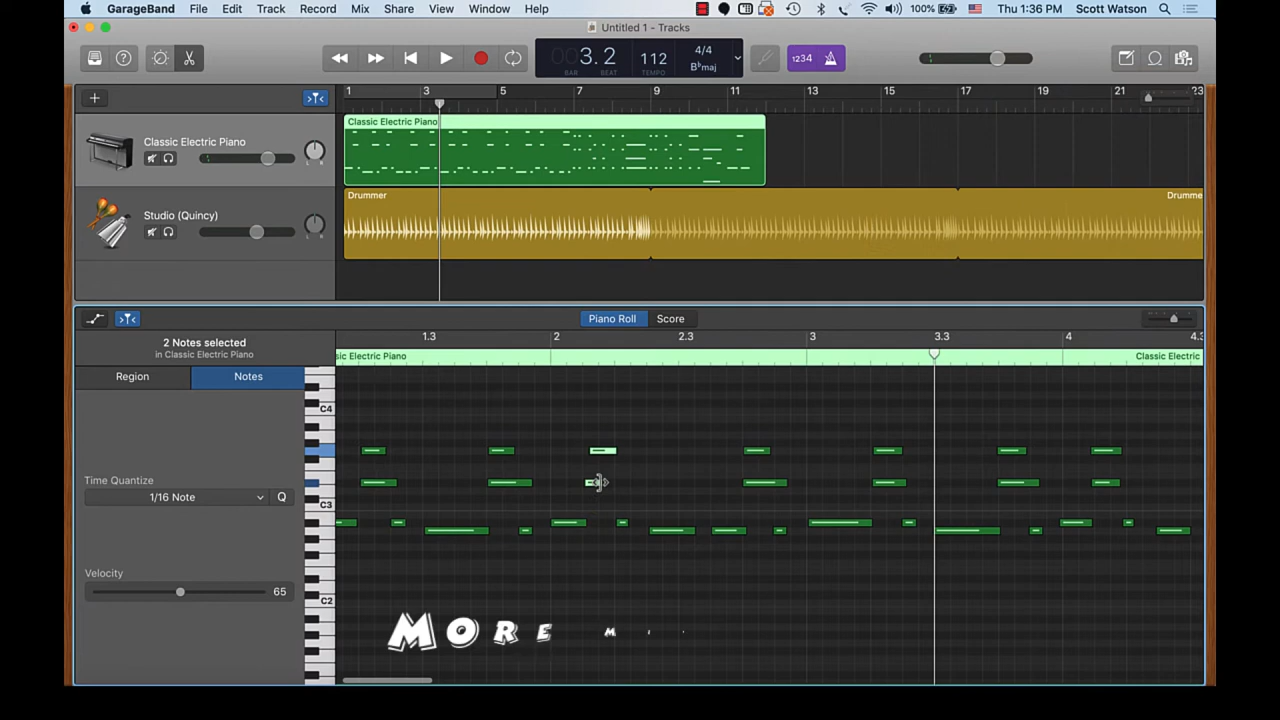 GarageBand File Edit Track Record Mix Share View Window Help 100% Thu 1:36 PM Scott Watson
Untitled 1 - Tracks
003.2 112 4/4 B♭maj 1234
BAR BEAT TEMPO
1 3 5 7 9 11 13 15 17 19 21 23
Classic Electric Piano
Classic Electric Piano
L R
Drummer Drummer
Studio (Quincy)
L R
Piano Roll Score
2 Notes selected
in Classic Electric Piano
1.3 2 2.3 3 3.3 4 4.3
sic Electric Piano Classic Electric
Region Notes
C4
Time Quantize
1/16 Note Q
C3
Velocity
65
C2
MORE MI